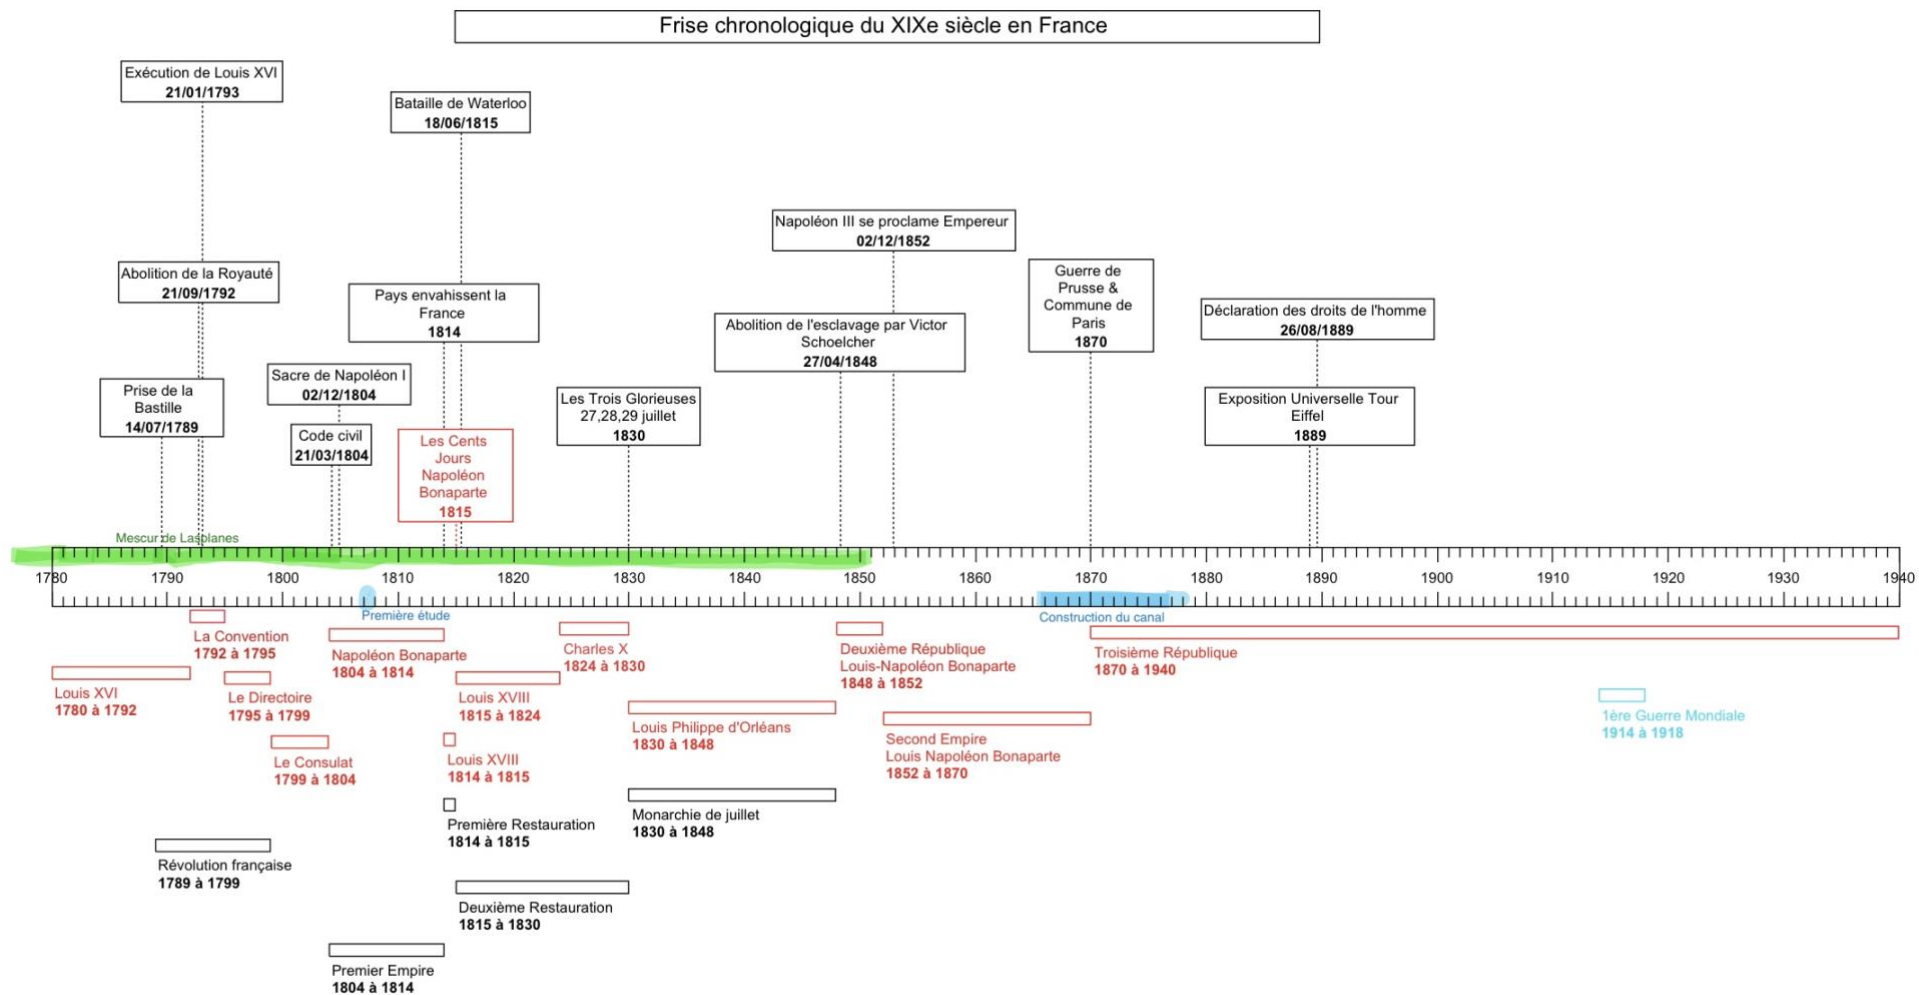 Frise chronologique du XIXe siècle en France
Exécution de Louis XVI
21/01/1793
Bataille de Waterloo
18/06/1815
Napoléon III se proclame Empereur
02/12/1852
Abolition de la Royauté
21/09/1792
Pays envahissent la
France
1814
Guerre de
Prusse &
Commune de
Paris
1870
Déclaration des droits de l'homme
26/08/1889
Abolition de l'esclavage par Victor
Schoelcher
27/04/1848
Prise de la
Bastille
14/07/1789
Sacre de Napoléon I
02/12/1804
Code civil
21/03/1804
Les Cents
Jours
Napoléon
Bonaparte
1815
Les Trois Glorieuses
27,28,29 juillet
1830
Exposition Universelle Tour
Eiffel
1889
Mescur de Lasplanes
1780 1790 1800 1810 1820 1830 1840 1850 1860 1870 1880 1890 1900 1910 1920 1930 1940
Première étude
Construction du canal
La Convention
1792 à 1795
Napoléon Bonaparte
1804 à 1814
Charles X
1824 à 1830
Deuxième République
Louis-Napoléon Bonaparte
1848 à 1852
Troisième République
1870 à 1940
Louis XVI
1780 à 1792
Le Directoire
1795 à 1799
Louis XVIII
1815 à 1824
Louis Philippe d'Orléans
1830 à 1848
Second Empire
Louis Napoléon Bonaparte
1852 à 1870
1ère Guerre Mondiale
1914 à 1918
Le Consulat
1799 à 1804
Louis XVIII
1814 à 1815
Première Restauration
1814 à 1815
Monarchie de juillet
1830 à 1848
Révolution française
1789 à 1799
Deuxième Restauration
1815 à 1830
Premier Empire
1804 à 1814